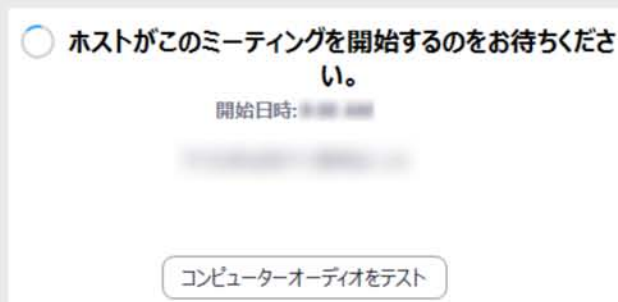 ホストがこのミーティングを開始するのをお待ちくださ
い。
開始日時:
コンピューターオーディオをテスト